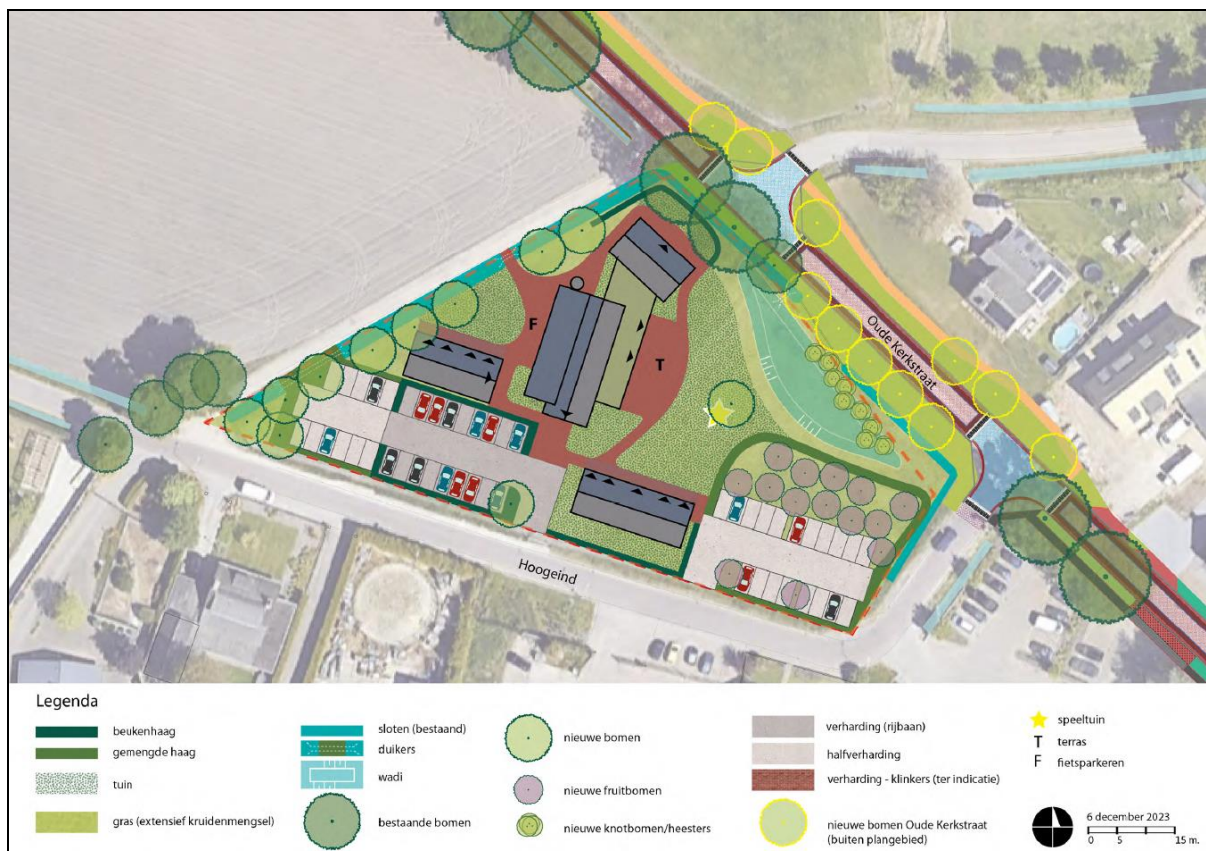 F
T
Oude Kerkstraat
Hoogeind
Legenda
beukenhaag
gemengde haag
tuin
gras (extensief kruidenmengsel)
sloten (bestaand)
duikers
wadi
bestaande bomen
nieuwe bomen
nieuwe fruitbomen
nieuwe knotbomen/heesters
verharding (rijbaan)
halfverharding
verharding - klinkers (ter indicatie)
nieuwe bomen Oude Kerkstraat
(buiten plangebied)
speeltuin
T terras
F fietsparkeren
6 december 2023
0 5 15 m.